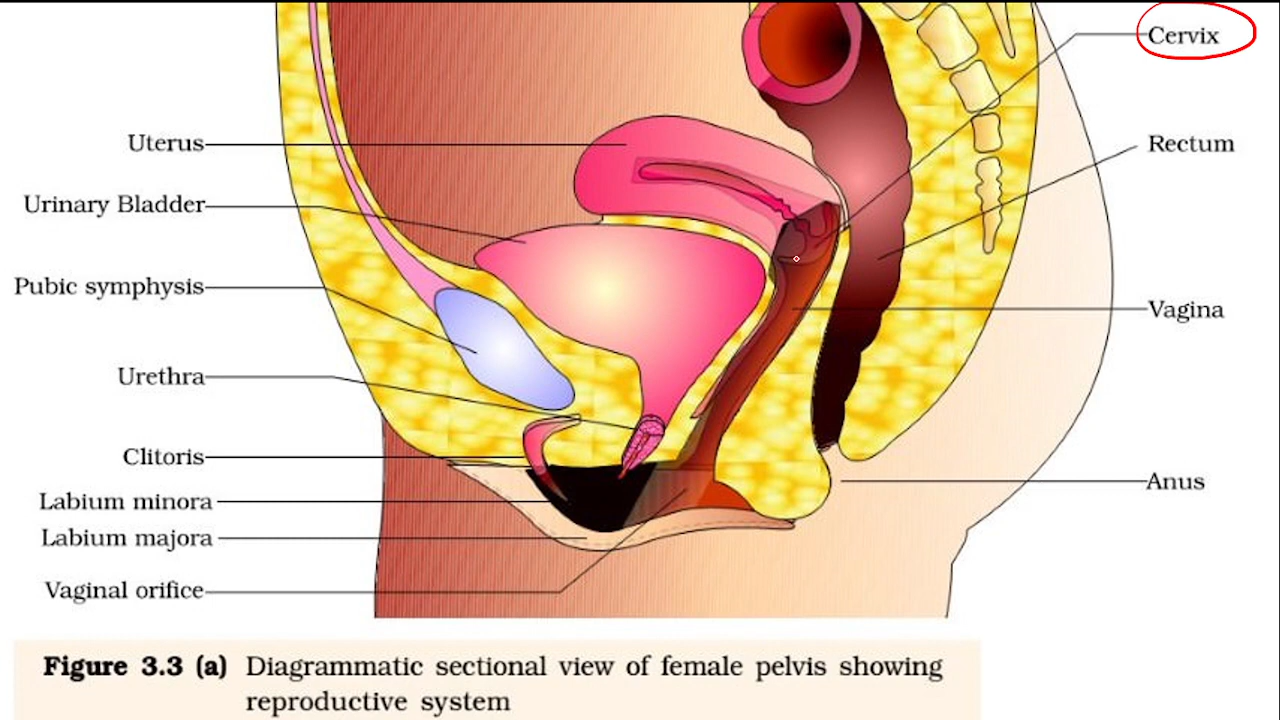 Cervix
Uterus
Rectum
Urinary Bladder
Pubic symphysis
Vagina
Urethra
Clitoris
Anus
Labium minora
Labium majora
Vaginal orifice
Figure 3.3 (a) Diagrammatic sectional view of female pelvis showing
reproductive system